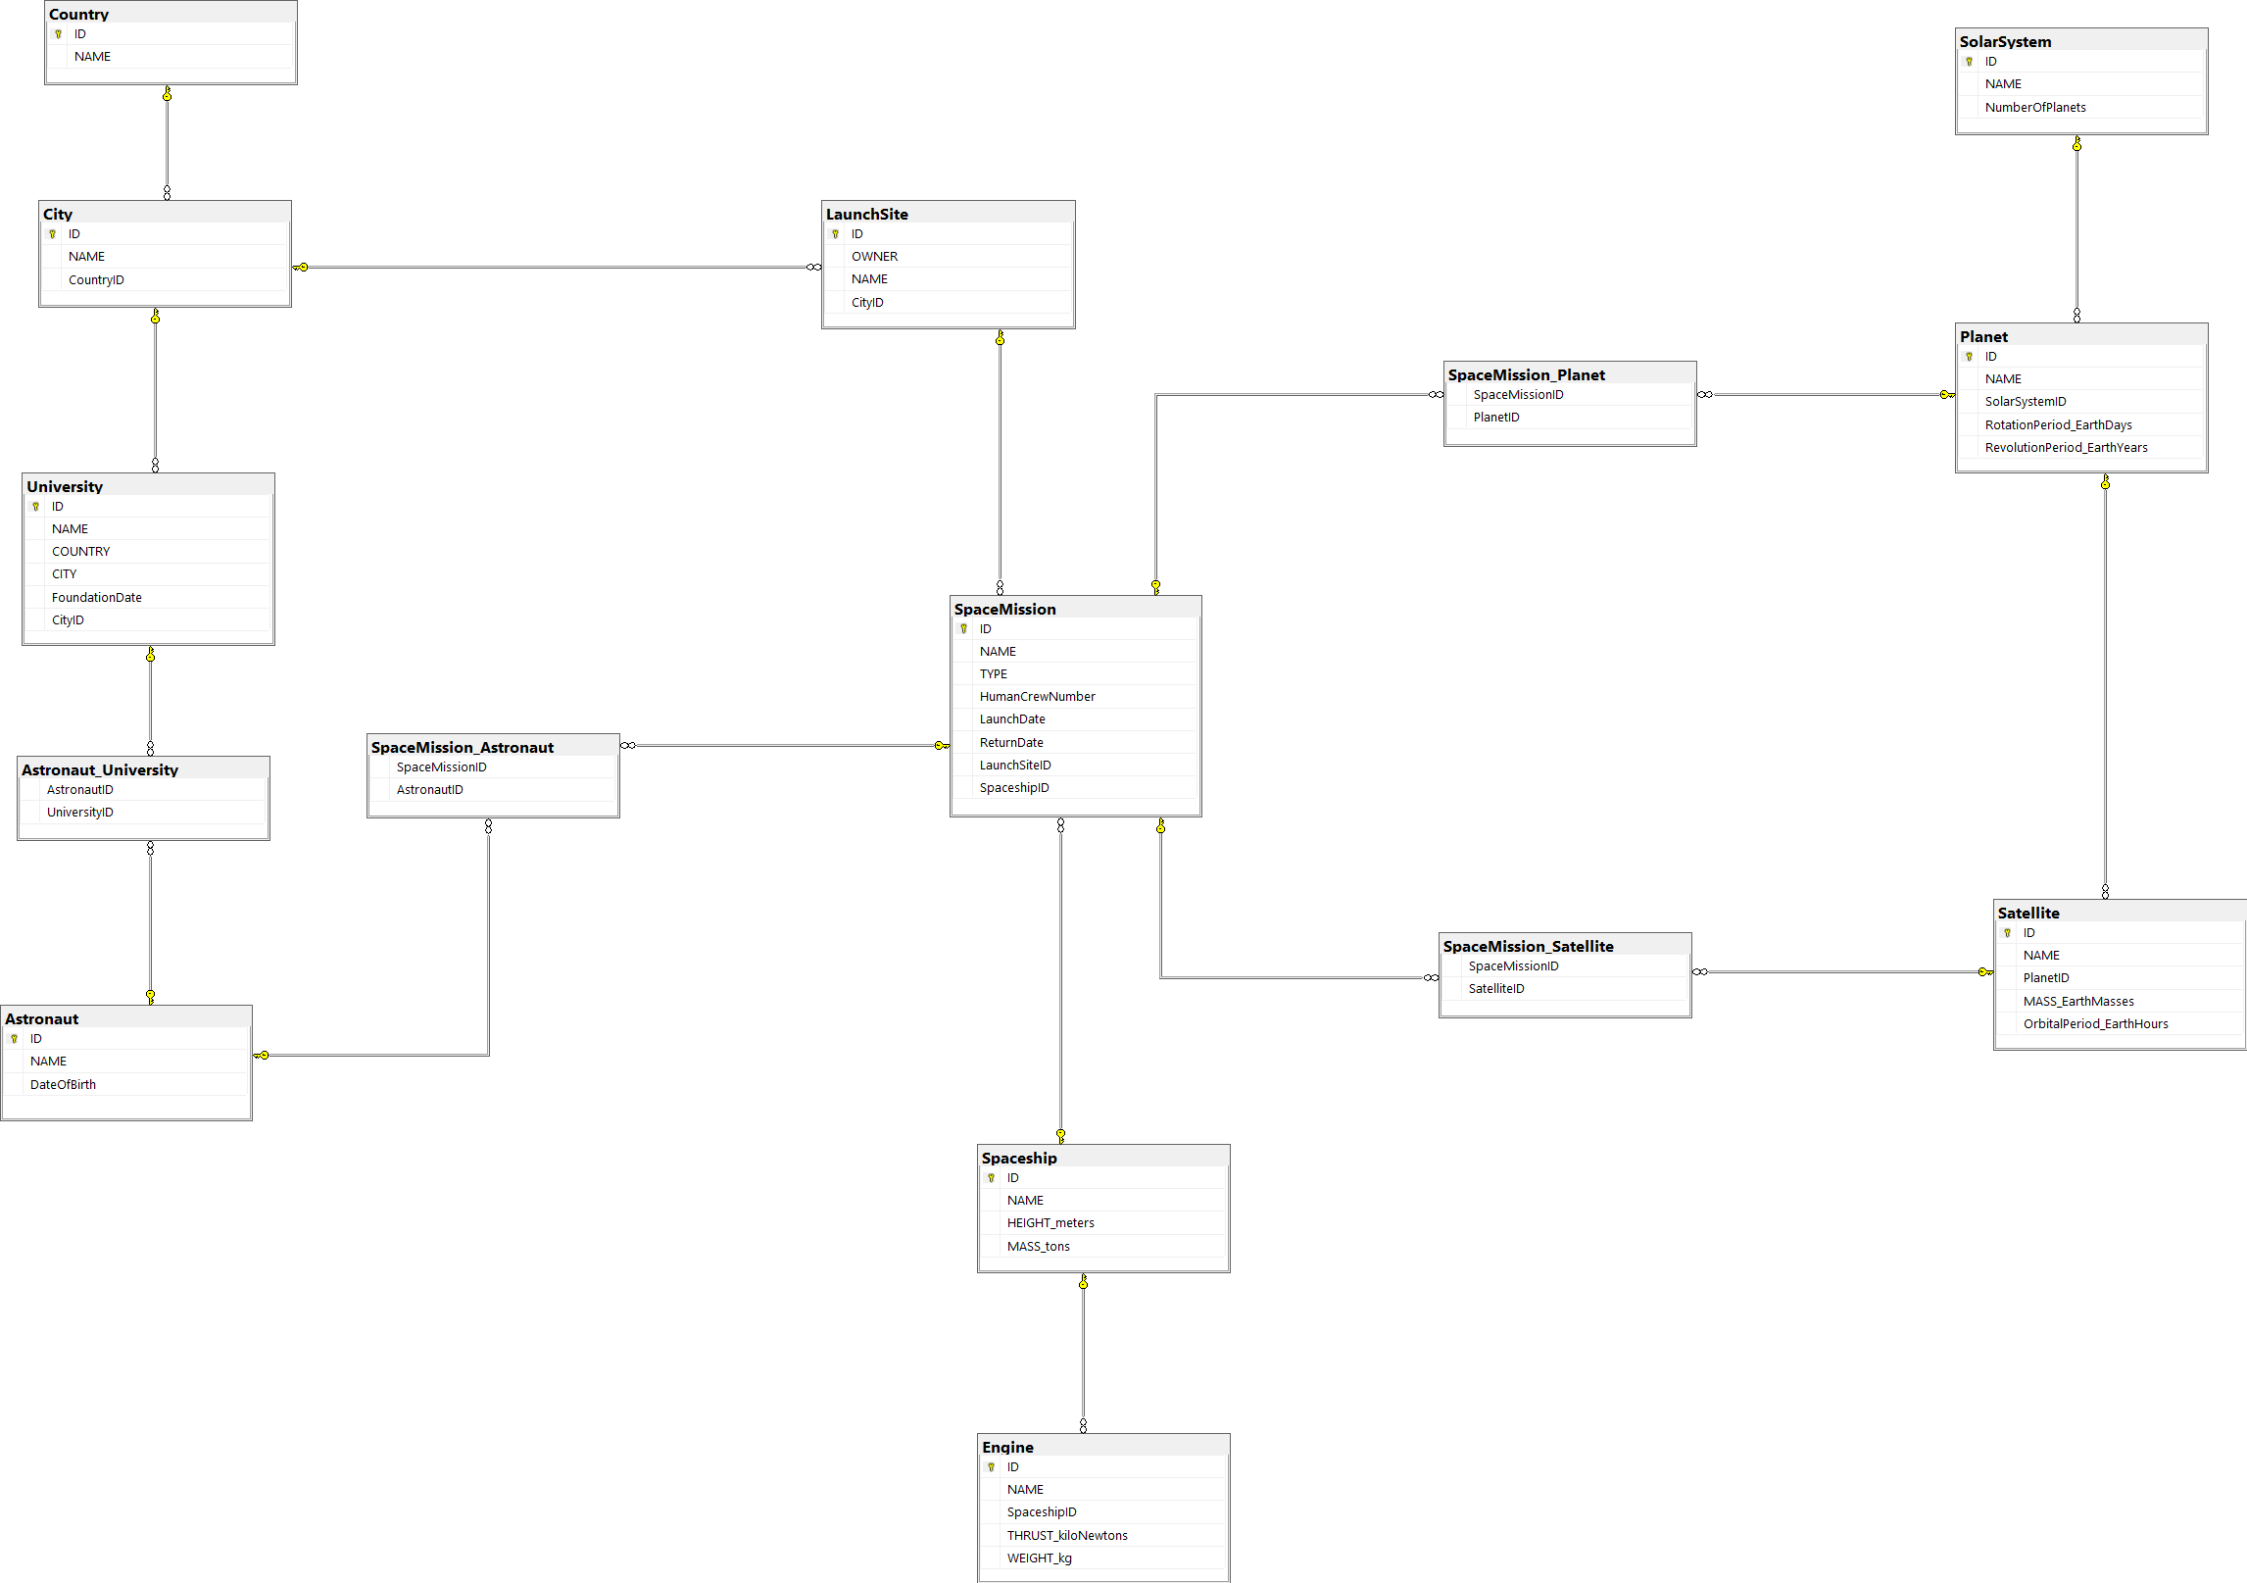 Country
ID
NAME
SolarSystem
ID
NAME
NumberOfPlanets
City
ID
NAME
CountryID
LaunchSite
ID
OWNER
NAME
CityID
Planet
ID
NAME
SolarSystemID
RotationPeriod_EarthDays
RevolutionPeriod_EarthYears
SpaceMission_Planet
SpaceMissionID
PlanetID
University
ID
NAME
COUNTRY
CITY
FoundationDate
CityID
SpaceMission
ID
NAME
TYPE
HumanCrewNumber
LaunchDate
ReturnDate
LaunchSiteID
SpaceshipID
SpaceMission_Astronaut
SpaceMissionID
AstronautID
Astronaut_University
AstronautID
UniversityID
Satellite
ID
NAME
PlanetID
MASS_EarthMasses
OrbitalPeriod_EarthHours
SpaceMission_Satellite
SpaceMissionID
SatelliteID
Astronaut
ID
NAME
DateOfBirth
Spaceship
ID
NAME
HEIGHT_meters
MASS_tons
Engine
ID
NAME
SpaceshipID
THRUST_kiloNewtons
WEIGHT_kg